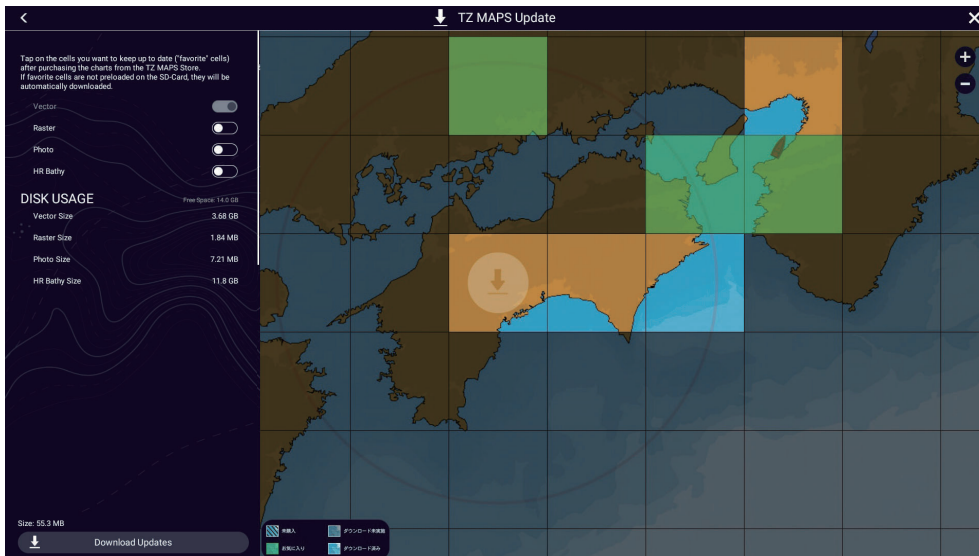 TZ MAPS Update
Tap on the cells you want to keep up to date ("favorite" cells)
after purchasing the charts from the TZ MAPS Store.
If favorite cells are not preloaded on the SD-Card, they will be
automatically downloaded.
Vector
Raster
Photo
HR Bathy
DISK USAGE
Free Space: 14.0 GB
Vector Size 3.68 GB
Raster Size 1.84 MB
Photo Size 7.21 MB
HR Bathy Size 11.8 GB
Size: 55.3 MB
Download Updates
未購入 ダウンロード未実施
お気に入り ダウンロード済み